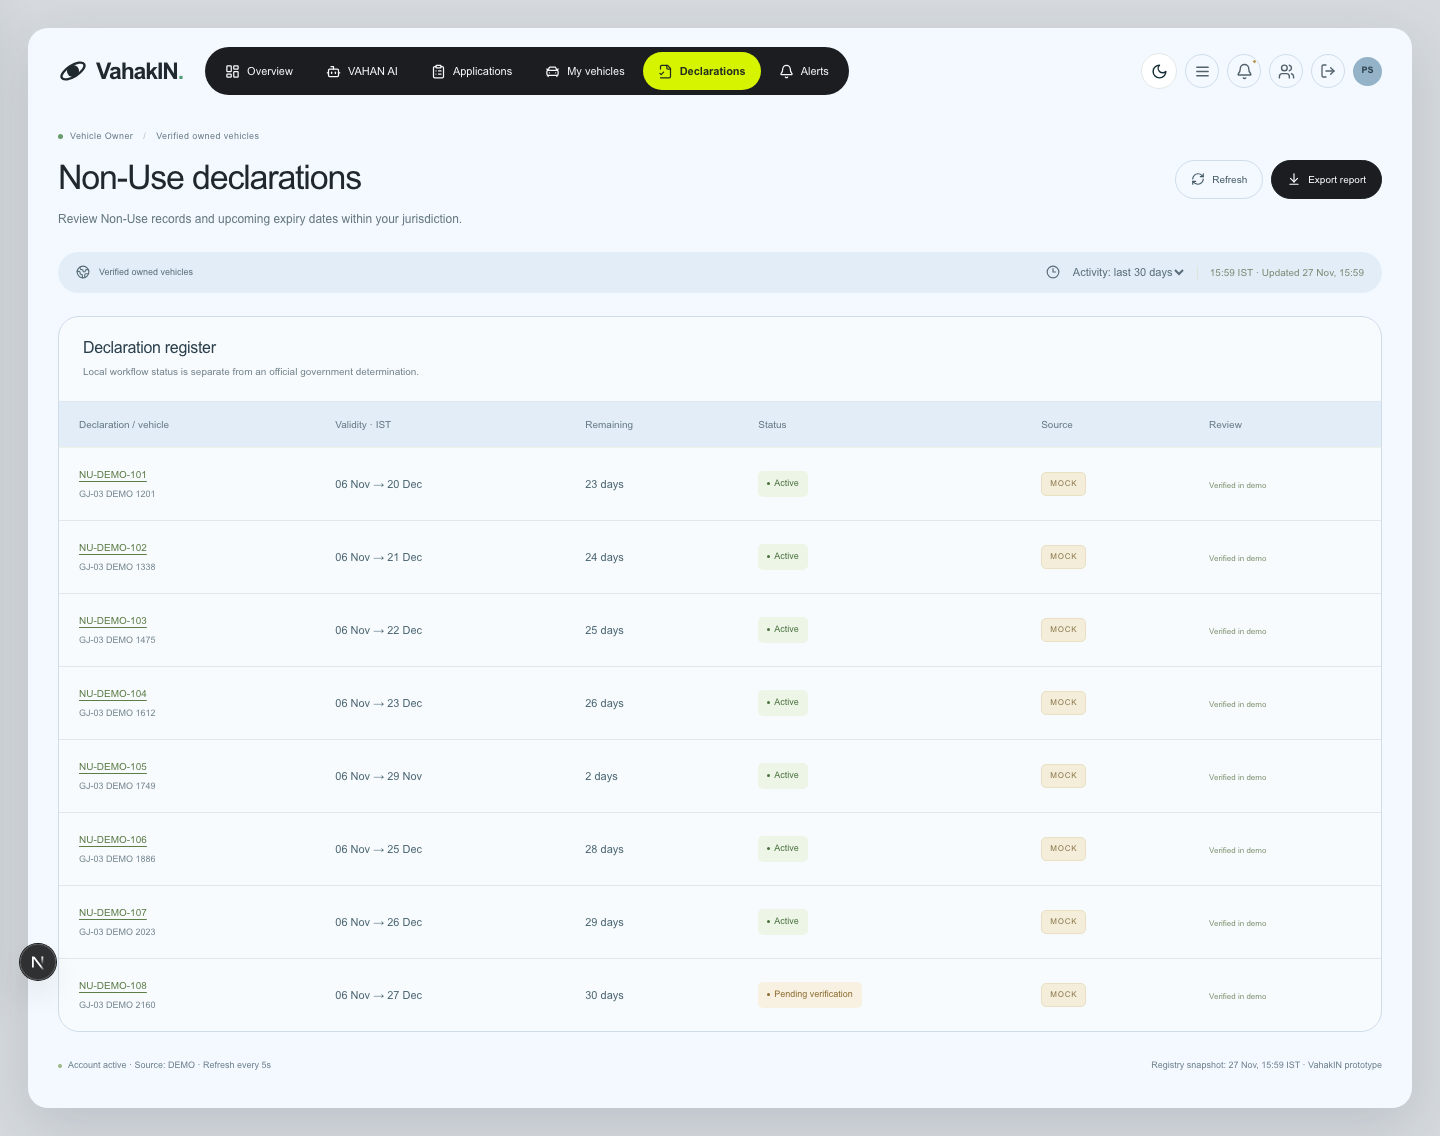 VahakIN.
Overview
VAHAN AI
Applications
My vehicles
Declarations
Alerts
PS
Vehicle Owner / Verified owned vehicles
Non-Use declarations
Refresh
Export report
Review Non-Use records and upcoming expiry dates within your jurisdiction.
Verified owned vehicles
Activity: last 30 days
15:59 IST · Updated 27 Nov, 15:59
Declaration register
Local workflow status is separate from an official government determination.
Declaration / vehicle Validity · IST Remaining Status Source Review
NU-DEMO-101
GJ-03 DEMO 1201
06 Nov → 20 Dec
23 days
• Active
MOCK
Verified in demo
NU-DEMO-102
GJ-03 DEMO 1338
06 Nov → 21 Dec
24 days
• Active
MOCK
Verified in demo
NU-DEMO-103
GJ-03 DEMO 1475
06 Nov → 22 Dec
25 days
• Active
MOCK
Verified in demo
NU-DEMO-104
GJ-03 DEMO 1612
06 Nov → 23 Dec
26 days
• Active
MOCK
Verified in demo
NU-DEMO-105
GJ-03 DEMO 1749
06 Nov → 29 Nov
2 days
• Active
MOCK
Verified in demo
NU-DEMO-106
GJ-03 DEMO 1886
06 Nov → 25 Dec
28 days
• Active
MOCK
Verified in demo
NU-DEMO-107
GJ-03 DEMO 2023
06 Nov → 26 Dec
29 days
• Active
MOCK
Verified in demo
NU-DEMO-108
GJ-03 DEMO 2160
06 Nov → 27 Dec
30 days
• Pending verification
MOCK
Verified in demo
N
Account active · Source: DEMO · Refresh every 5s
Registry snapshot: 27 Nov, 15:59 IST · VahakIN prototype